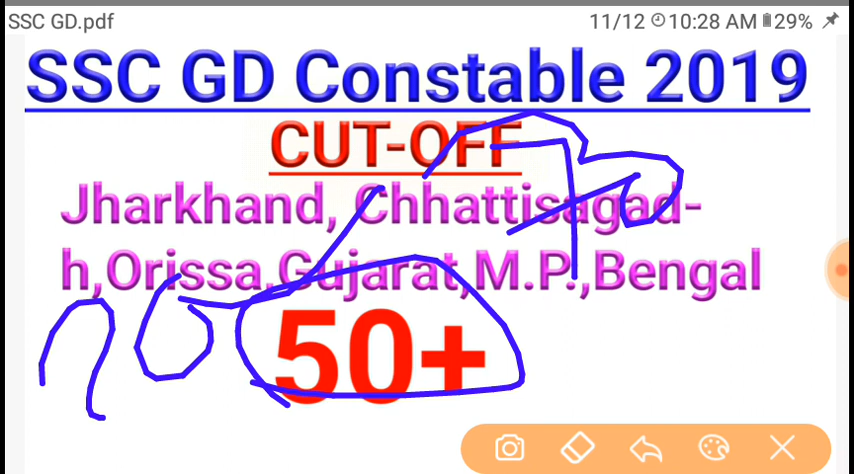 SSC GD.pdf 11/12 10:28 AM 29%
SSC GD Constable 2019
CUT-OFF
Jharkhand, Chhattisagad-
h,Orissa,Gujarat,M.P.,Bengal
50+